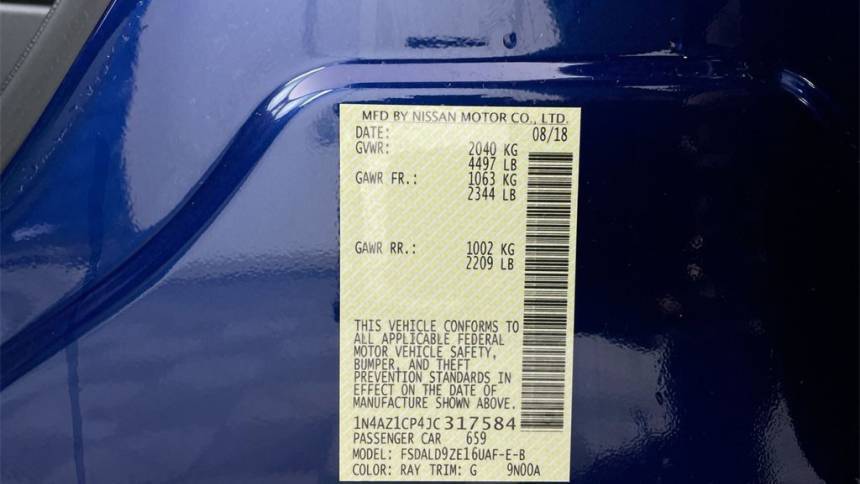 MFD BY NISSAN MOTOR CO., LTD.
DATE: 08/18
GVWR: 2040 KG
4497 LB
GAWR FR.: 1063 KG
2344 LB
GAWR RR.: 1002 KG
2209 LB
THIS VEHICLE CONFORMS TO
ALL APPLICABLE FEDERAL
MOTOR VEHICLE SAFETY,
BUMPER, AND THEFT
PREVENTION STANDARDS IN
EFFECT ON THE DATE OF
MANUFACTURE SHOWN ABOVE.
1N4AZ1CP4JC317584
PASSENGER CAR 659
MODEL: FSDALD9ZE16UAF-E-B
COLOR: RAY TRIM: G 9N00A